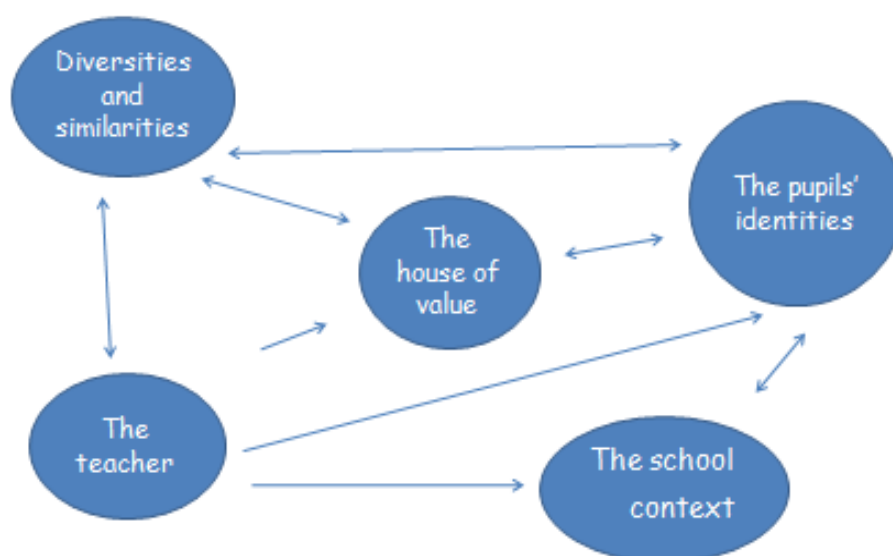 Diversities
and
similarities
The pupils'
identities
The
house of
value
The
teacher
The school
context